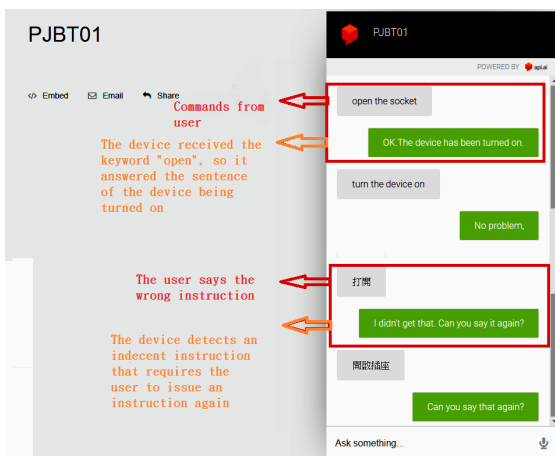 PJBT01
PJBT01
POWERED BY api.ai
Embed Email Share
Commands from
user
open the socket
The device received the
keyword "open", so it
answered the sentence
of the device being
turned on
OK.The device has been turned on.
turn the device on
No problem,
The user says the
wrong instruction
打開
I didn't get that. Can you say it again?
The device detects an
indecent instruction
that requires the
user to issue an
instruction again
開啟插座
Can you say that again?
Ask something...